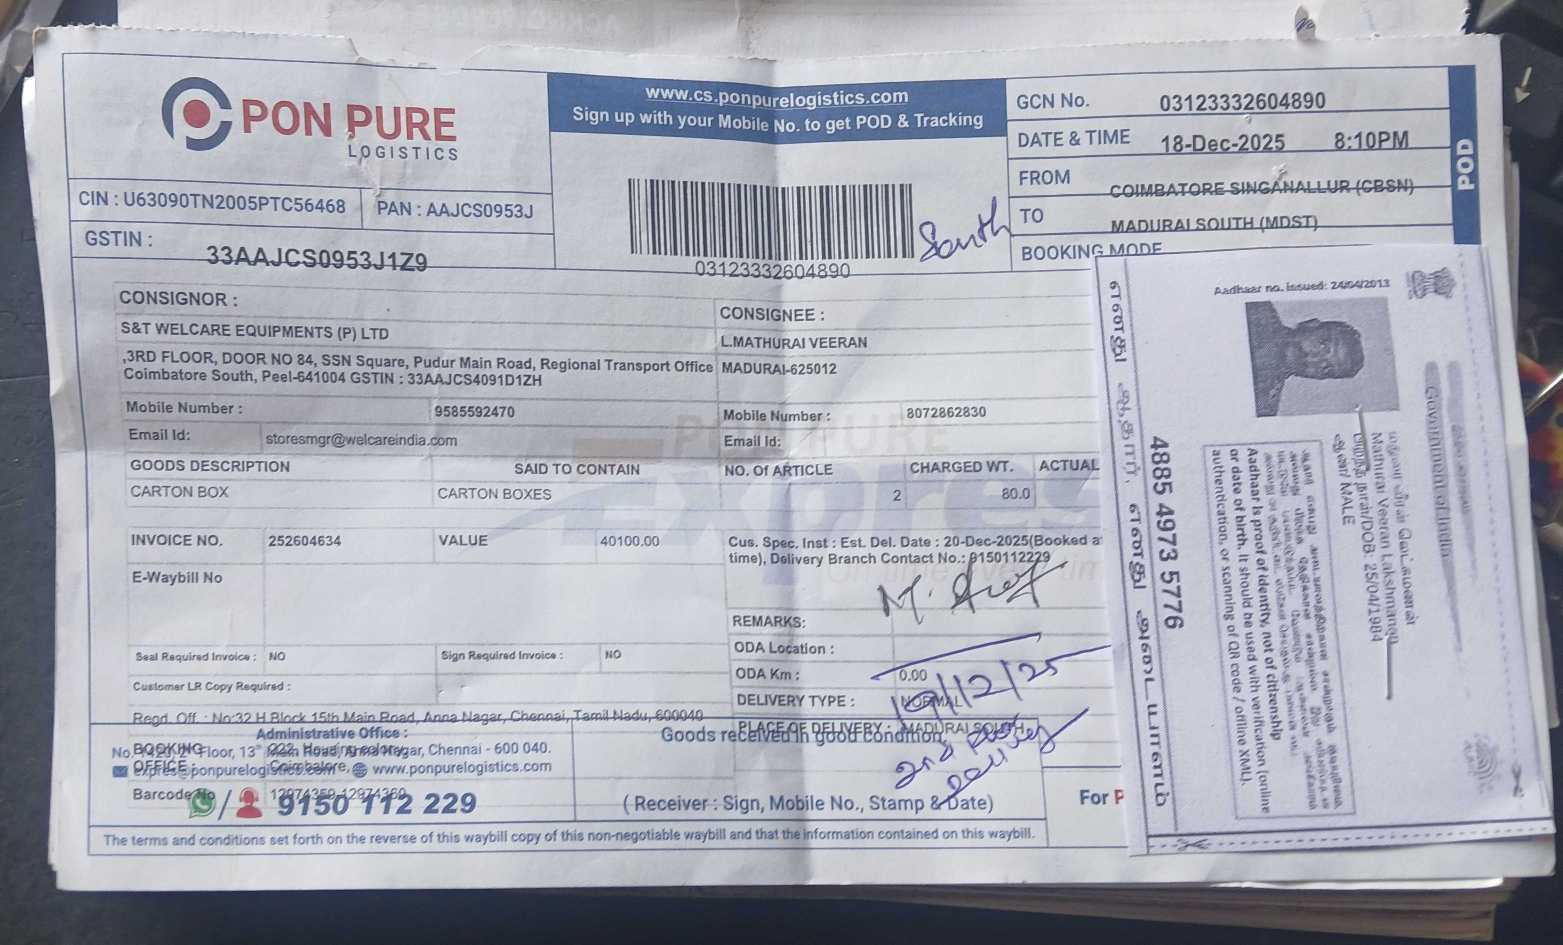 PON PURE
LOGISTICS
www.cs.ponpurelogistics.com
Sign up with your Mobile No. to get POD & Tracking
GCN No. 03123332604890
DATE & TIME 18-Dec-2025 8:10PM
FROM COIMBATORE SINGANALLUR (CBSN)
TO MADURAI SOUTH (MDST)
BOOKING MODE
POD
CIN : U63090TN2005PTC56468 PAN : AAJCS0953J
GSTIN : 33AAJCS0953J1Z9
03123332604890
South
CONSIGNOR :
S&T WELCARE EQUIPMENTS (P) LTD
,3RD FLOOR, DOOR NO 84, SSN Square, Pudur Main Road, Regional Transport Office
Coimbatore South, Peel-641004 GSTIN : 33AAJCS4091D1ZH
Mobile Number : 9585592470
Email Id: storesmgr@welcareindia.com
CONSIGNEE :
L.MATHURAI VEERAN
MADURAI-625012
Mobile Number : 8072862830
Email Id:
GOODS DESCRIPTION SAID TO CONTAIN NO. Of ARTICLE CHARGED WT. ACTUAL
CARTON BOX CARTON BOXES 2 80.0
INVOICE NO. 252604634 VALUE 40100.00
E-Waybill No
Cus. Spec. Inst : Est. Del. Date : 20-Dec-2025(Booked a
time), Delivery Branch Contact No.: 9150112229
REMARKS:
ODA Location :
ODA Km : 0.00
DELIVERY TYPE : NORMAL
PLACE OF DELIVERY : MADURAI SOUTH
19/12/25
Seal Required Invoice : NO Sign Required Invoice : NO
Customer LR Copy Required :
Regd. Off. : No:32 H Block 15th Main Road, Anna Nagar, Chennai, Tamil Nadu, 600040
Administrative Office :
Floor, 13th Main Road, Anna Nagar, Chennai - 600 040.
www.ponpurelogistics.com
BOOKING
OFFICE :
Coimbatore,
Barcode No 12974359-12974360
9150 112 229
Goods received in good condition
( Receiver : Sign, Mobile No., Stamp & Date)
For P
The terms and conditions set forth on the reverse of this waybill copy of this non-negotiable waybill and that the information contained on this waybill.
Government of India
Aadhaar no. issued: 24/04/2013
Mathurai Veeran Lakshmanan
DOB: 25/04/1984
ஆண்/ MALE
Aadhaar is proof of identity, not of citizenship
or date of birth. It should be used with verification (online
authentication, or scanning of QR code / offline XML).
4885 4973 5776
எனது ஆதார், எனது அடையாளம்